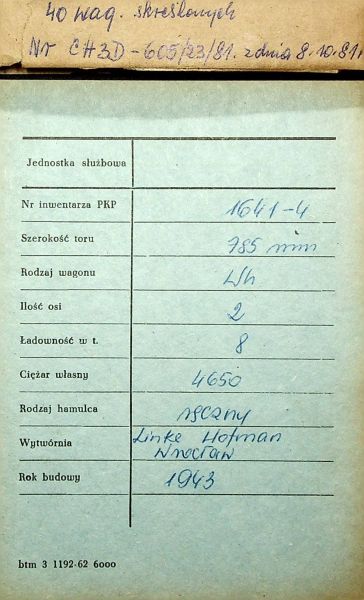 40 wag. skreślonych
Nr CH3D-605/23/81. z dnia 8.10.81r
Jednostka służbowa
Nr inwentarza PKP 1641-4
Szerokość toru 785 mm
Rodzaj wagonu Wh
Ilość osi 2
Ładowność w t. 8
Ciężar własny 4650
Rodzaj hamulca ręczny
Wytwórnia Linke Hofman
Wrocław
Rok budowy 1943
btm 3 1192-62 6000